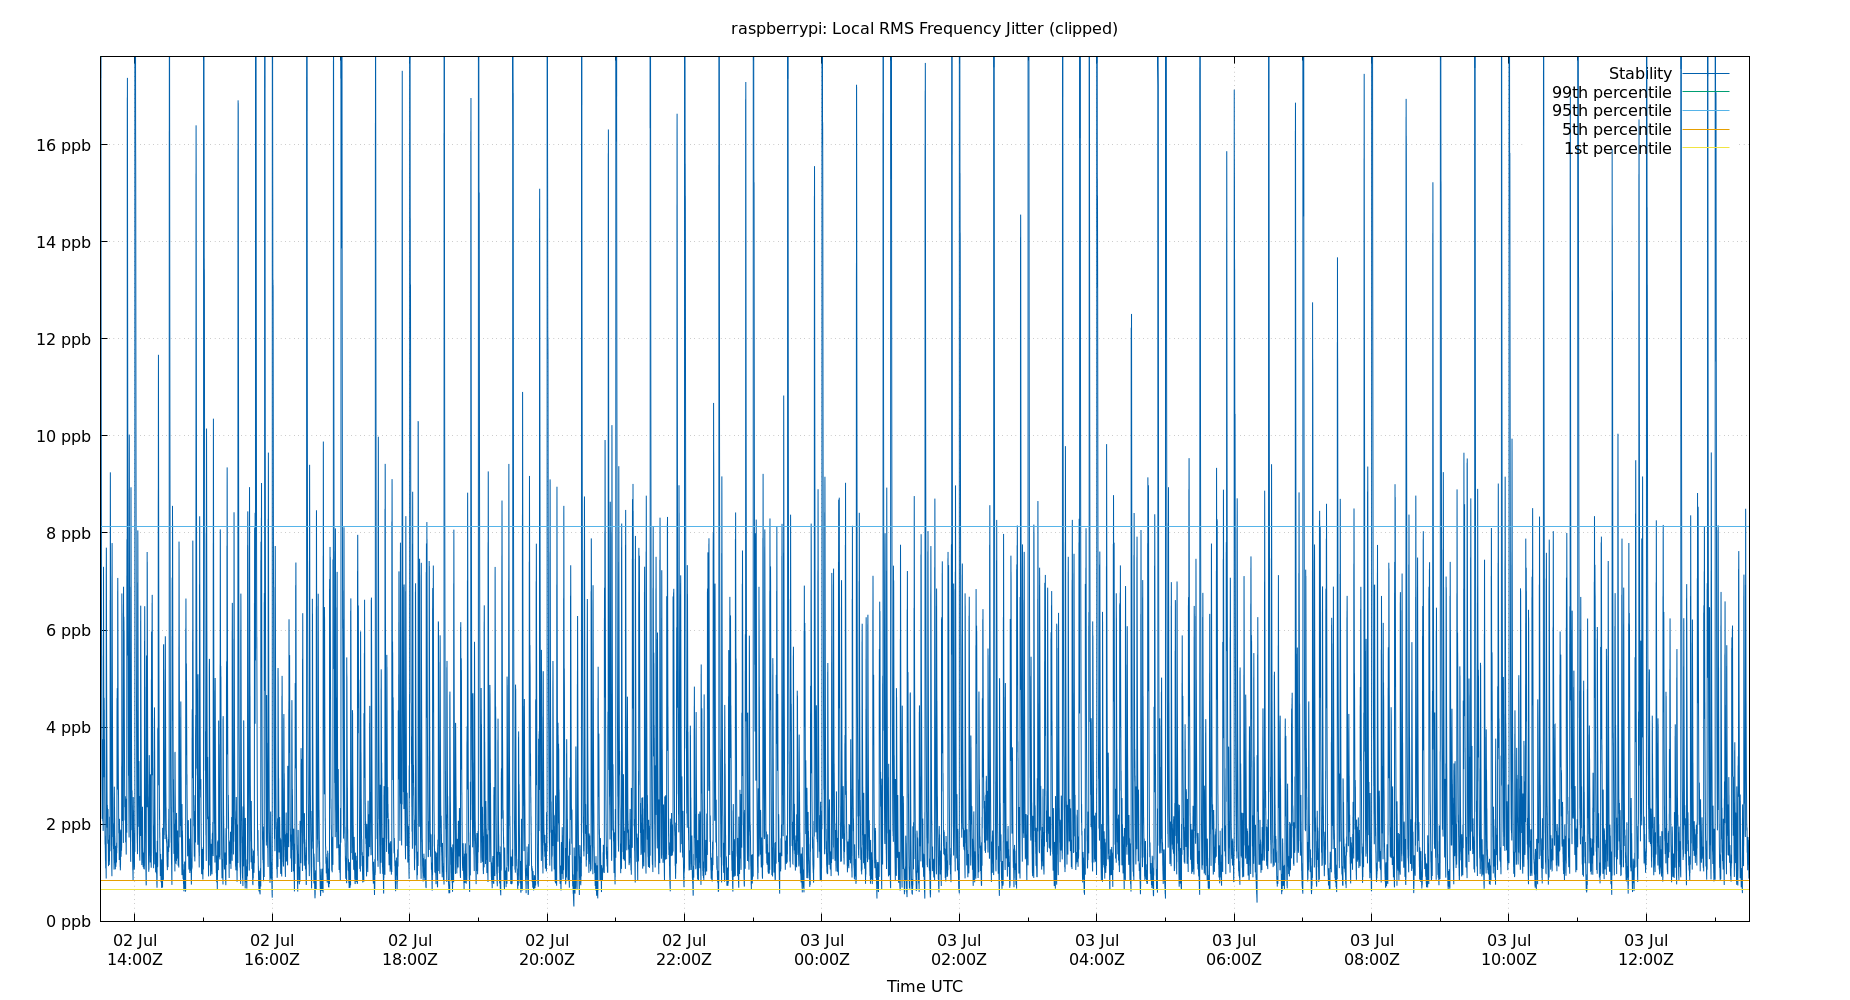 raspberrypi: Local RMS Frequency Jitter (clipped)
Stability
99th percentile
95th percentile
5th percentile
1st percentile
16 ppb
14 ppb
12 ppb
10 ppb
8 ppb
6 ppb
4 ppb
2 ppb
0 ppb
02 Jul 02 Jul 02 Jul 02 Jul 02 Jul 03 Jul 03 Jul 03 Jul 03 Jul 03 Jul 03 Jul 03 Jul
14:00Z 16:00Z 18:00Z 20:00Z 22:00Z 00:00Z 02:00Z 04:00Z 06:00Z 08:00Z 10:00Z 12:00Z
Time UTC